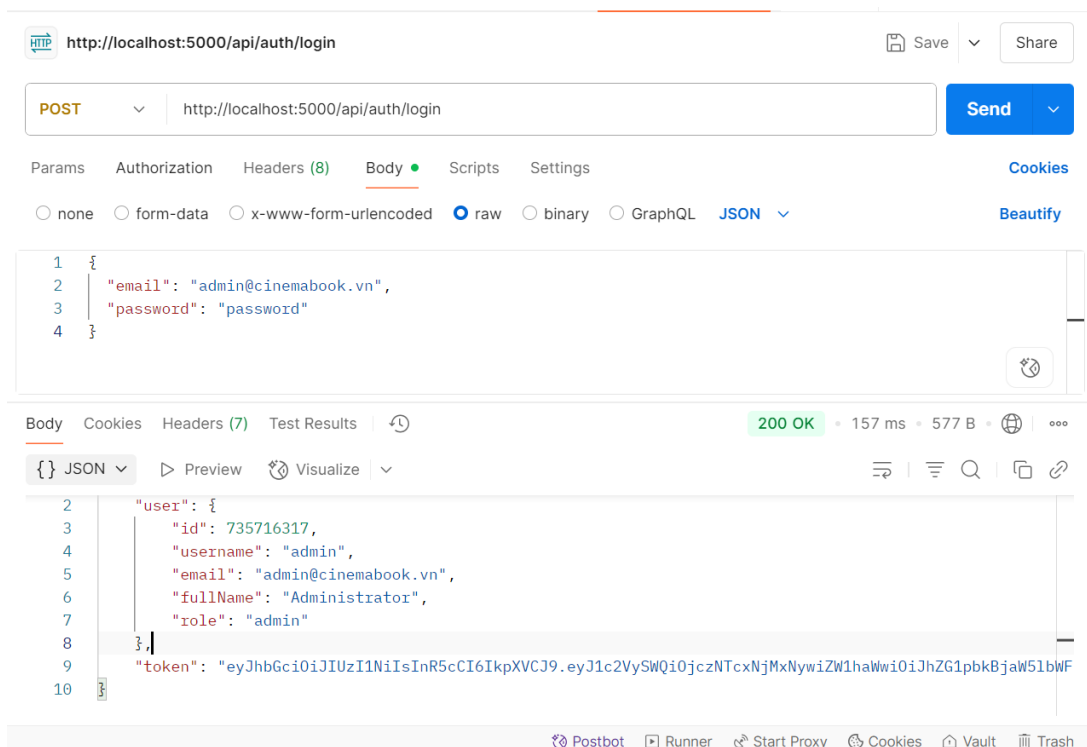 HTTP http://localhost:5000/api/auth/login Save Share
POST http://localhost:5000/api/auth/login Send
Params Authorization Headers (8) Body Scripts Settings Cookies
none form-data x-www-form-urlencoded raw binary GraphQL JSON Beautify
1 {
2 "email": "admin@cinemabook.vn",
3 "password": "password"
4 }
Body Cookies Headers (7) Test Results 200 OK 157 ms 577 B
{} JSON Preview Visualize
2 "user": {
3 "id": 735716317,
4 "username": "admin",
5 "email": "admin@cinemabook.vn",
6 "fullName": "Administrator",
7 "role": "admin"
8 },
9 "token": "eyJhbGciOiJIUzI1NiIsInR5cCI6IkpXVCJ9.eyJ1c2VySWQiOjczNTcxNjMxNywiZW1haWwiOiJhZG1pbkBjaW5lbWF
10 }
Postbot Runner Start Proxy Cookies Vault Trash